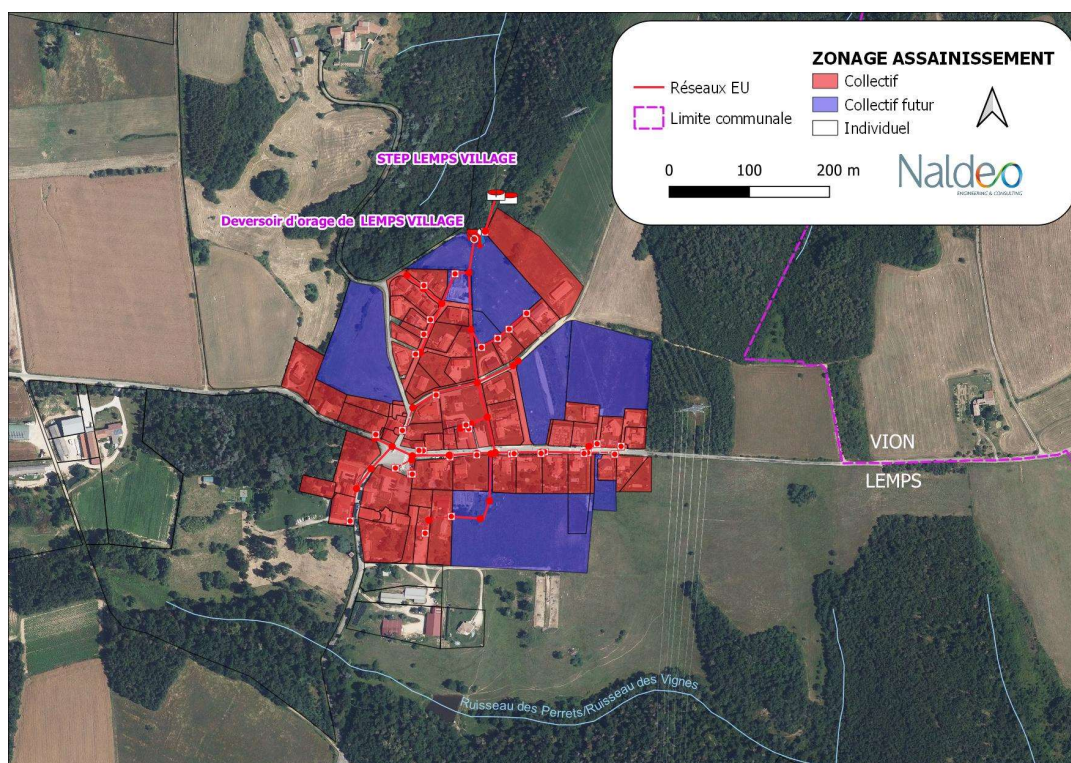 ZONAGE ASSAINISSEMENT
Réseaux EU
Limite communale
Collectif
Collectif futur
Individuel
0 100 200 m
Naldeo
ENGINEERING & CONSULTING
STEP LEMPS VILLAGE
Deversoir d'orage de LEMPS VILLAGE
VION
LEMPS
Ruisseau des Perrets/Ruisseau des Vignes